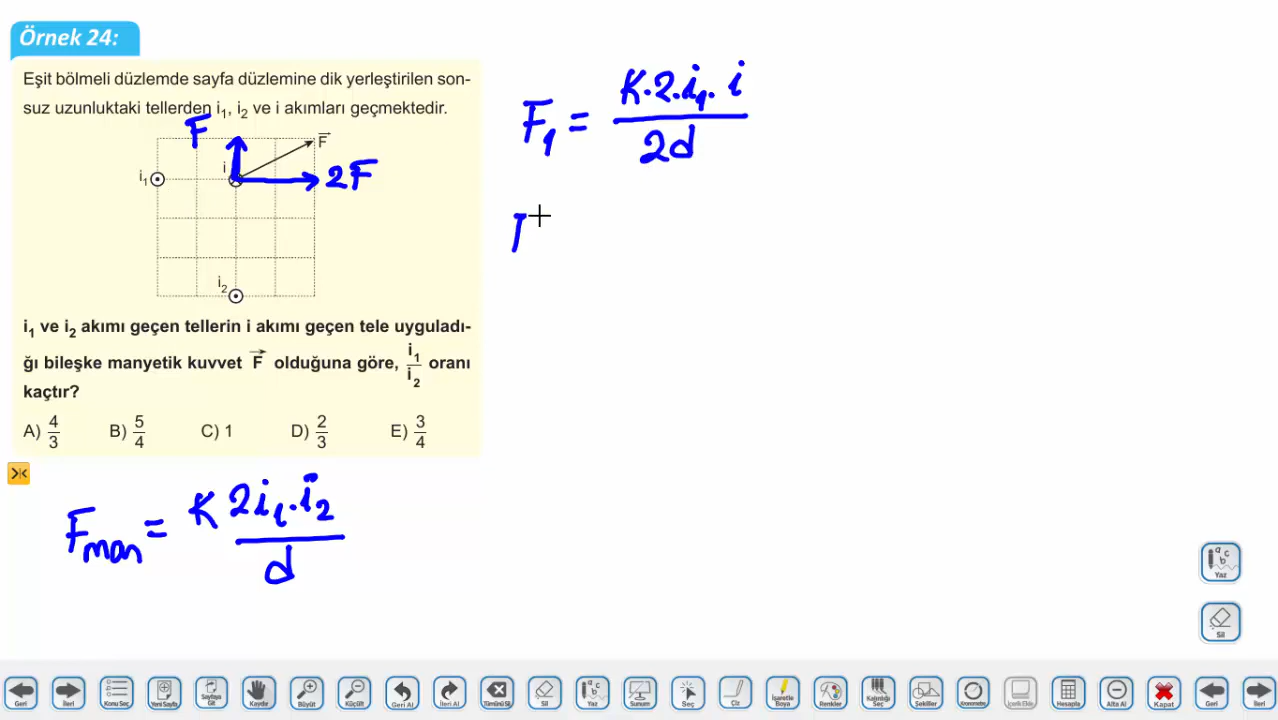 Örnek 24:
Eşit bölmeli düzlemde sayfa düzlemine dik yerleştirilen son-
suz uzunluktaki tellerden i₁, i₂ ve i akımları geçmektedir.
F
F
i
i₁
2F
i₂
i₁ ve i₂ akımı geçen tellerin i akımı geçen tele uyguladı-
ğı bileşke manyetik kuvvet F olduğuna göre, i₁/i₂ oranı
kaçtır?
A) 4/3 B) 5/4 C) 1 D) 2/3 E) 3/4
Fman = K 2i₁.i₂ / d
F₁ = K.2.i₁.i / 2d
a b c
Yaz
Sil
Geri İleri Konu Seç Yeni Sayfa Sayfaya Git Kaydır Büyüt Küçült Geri Al İleri Al Tümünü Sil Sil Yaz Sunum Seç Çiz İşaretle Boya Renkler Kalınlığı Seç Şekiller Kronometre İçerik Ekle Hesapla Alta Al Kapat Geri İleri